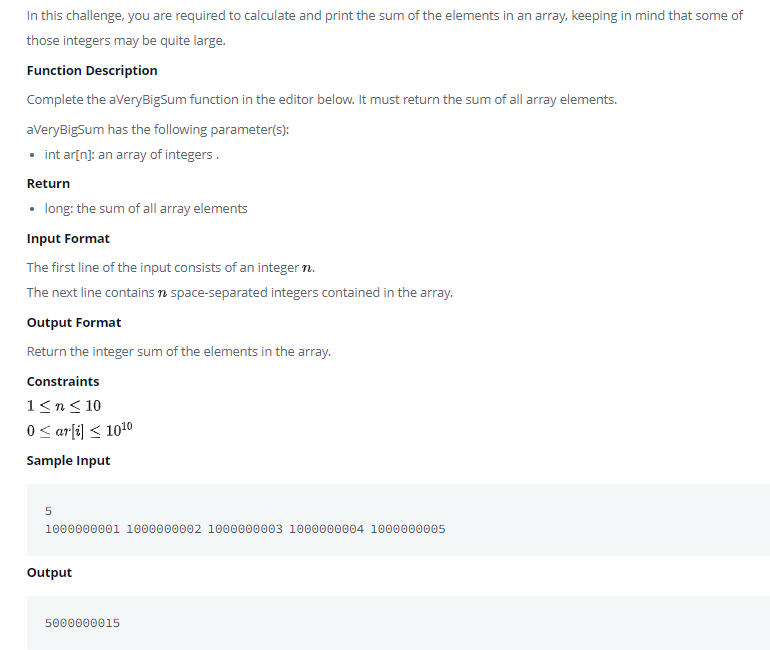 In this challenge, you are required to calculate and print the sum of the elements in an array, keeping in mind that some of
those integers may be quite large.
Function Description
Complete the aVeryBigSum function in the editor below. It must return the sum of all array elements.
aVeryBigSum has the following parameter(s):
• int ar[n]: an array of integers .
Return
• long: the sum of all array elements
Input Format
The first line of the input consists of an integer n.
The next line contains n space-separated integers contained in the array.
Output Format
Return the integer sum of the elements in the array.
Constraints
1 ≤ n ≤ 10
0 ≤ ar[i] ≤ 10¹⁰
Sample Input
5
1000000001 1000000002 1000000003 1000000004 1000000005
Output
5000000015